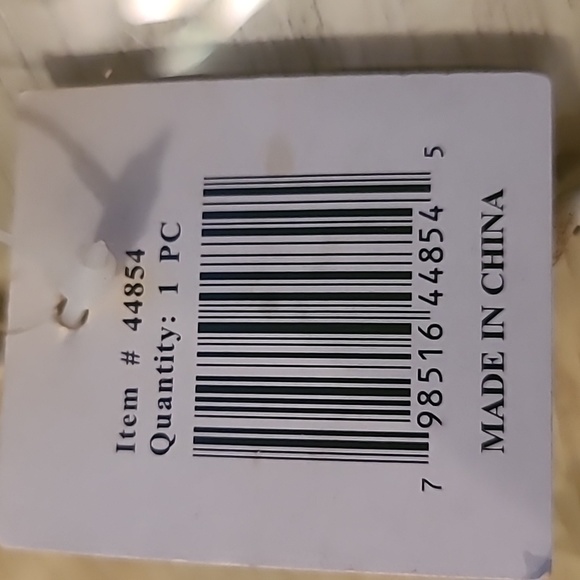 Item # 44854
Quantity: 1 PC
7 98516 44854 5
MADE IN CHINA